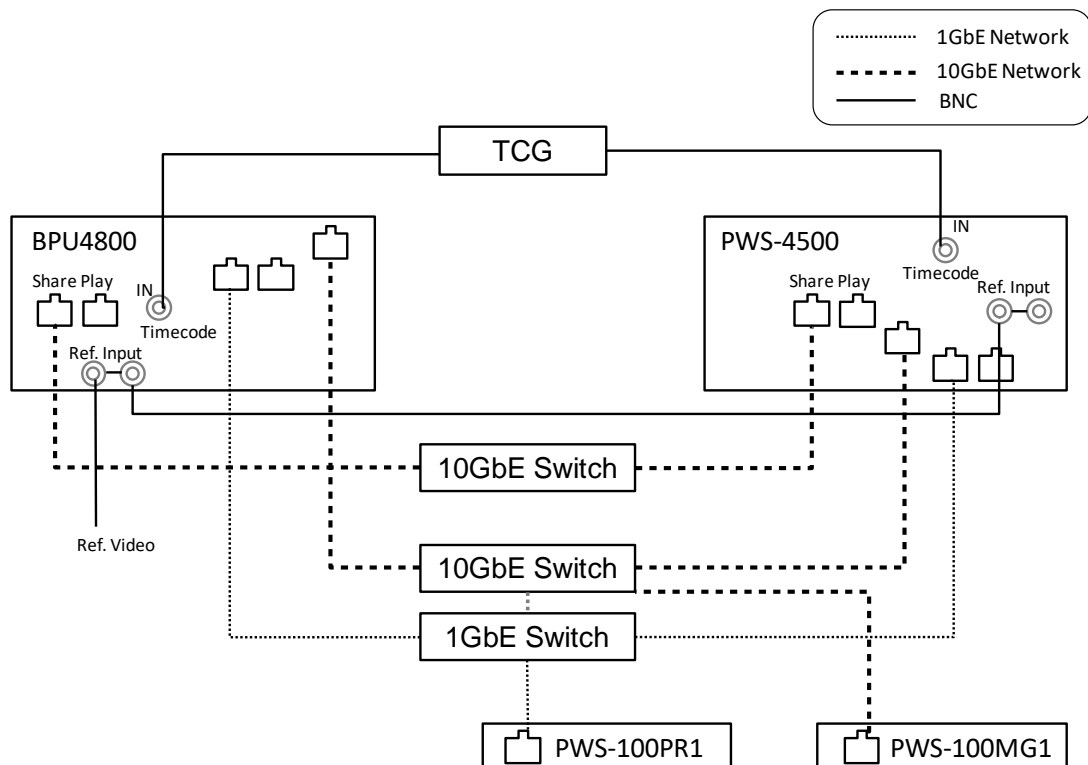 1GbE Network
10GbE Network
BNC
TCG
BPU4800
Share Play
IN
Timecode
Ref. Input
PWS-4500
IN
Timecode
Share Play
Ref. Input
10GbE Switch
Ref. Video
10GbE Switch
1GbE Switch
PWS-100PR1
PWS-100MG1